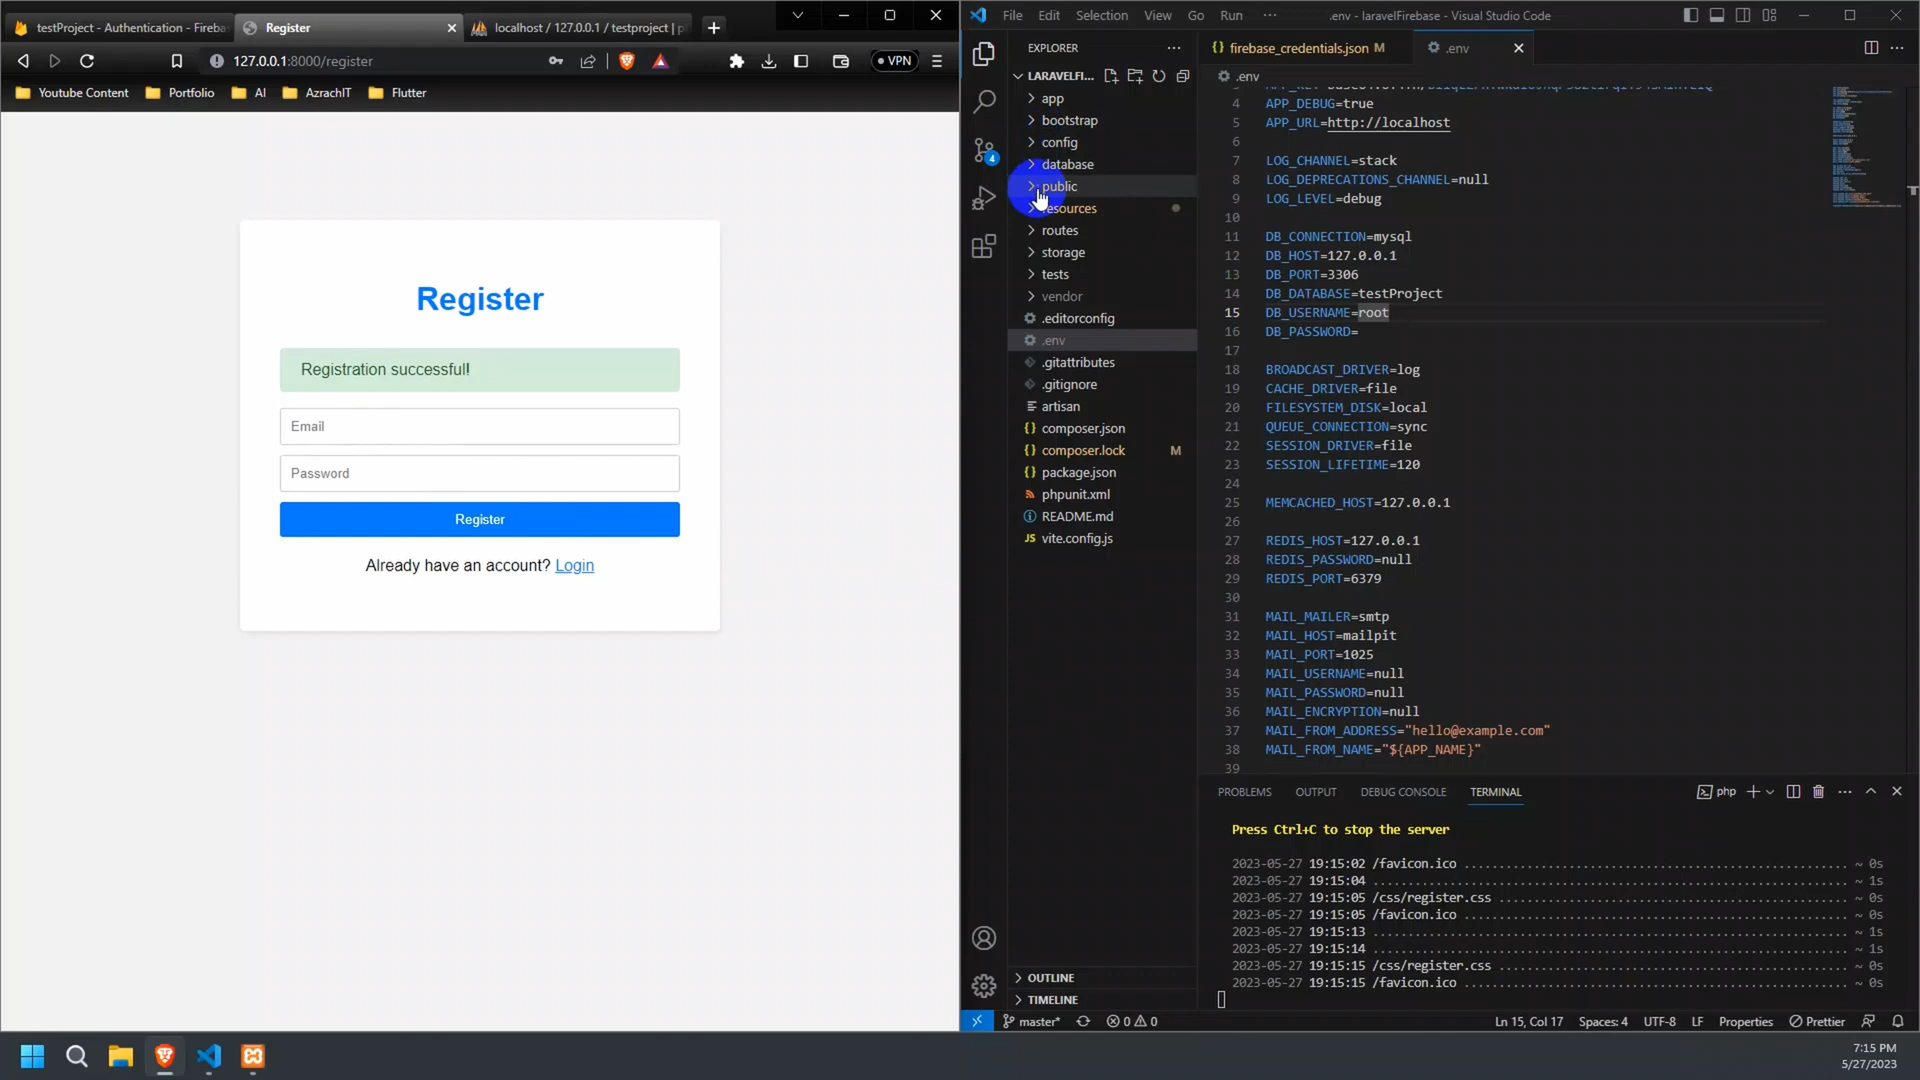 testProject - Authentication - Fireba
Register
localhost / 127.0.0.1 / testproject | p
127.0.0.1:8000/register
VPN
Youtube Content
Portfolio
AI
AzrachIT
Flutter
Register
Registration successful!
Email
Password
Register
Already have an account? Login
File
Edit
Selection
View
Go
Run
···
.env - laravelFirebase - Visual Studio Code
EXPLORER
LARAVELFI...
app
bootstrap
config
database
public
resources
routes
storage
tests
vendor
.editorconfig
.env
.gitattributes
.gitignore
artisan
composer.json
composer.lock M
package.json
phpunit.xml
README.md
vite.config.js
OUTLINE
TIMELINE
4
firebase_credentials.json M
.env
.env
4 APP_DEBUG=true
5 APP_URL=http://localhost
6
7 LOG_CHANNEL=stack
8 LOG_DEPRECATIONS_CHANNEL=null
9 LOG_LEVEL=debug
10
11 DB_CONNECTION=mysql
12 DB_HOST=127.0.0.1
13 DB_PORT=3306
14 DB_DATABASE=testProject
15 DB_USERNAME=root
16 DB_PASSWORD=
17
18 BROADCAST_DRIVER=log
19 CACHE_DRIVER=file
20 FILESYSTEM_DISK=local
21 QUEUE_CONNECTION=sync
22 SESSION_DRIVER=file
23 SESSION_LIFETIME=120
24
25 MEMCACHED_HOST=127.0.0.1
26
27 REDIS_HOST=127.0.0.1
28 REDIS_PASSWORD=null
29 REDIS_PORT=6379
30
31 MAIL_MAILER=smtp
32 MAIL_HOST=mailpit
33 MAIL_PORT=1025
34 MAIL_USERNAME=null
35 MAIL_PASSWORD=null
36 MAIL_ENCRYPTION=null
37 MAIL_FROM_ADDRESS="hello@example.com"
38 MAIL_FROM_NAME="${APP_NAME}"
39
PROBLEMS
OUTPUT
DEBUG CONSOLE
TERMINAL
php
Press Ctrl+C to stop the server
2023-05-27 19:15:02 /favicon.ico ~ 0s
2023-05-27 19:15:04 ~ 1s
2023-05-27 19:15:05 /css/register.css ~ 0s
2023-05-27 19:15:05 /favicon.ico ~ 0s
2023-05-27 19:15:13 ~ 1s
2023-05-27 19:15:14 ~ 1s
2023-05-27 19:15:15 /css/register.css ~ 0s
2023-05-27 19:15:15 /favicon.ico ~ 0s
master*
0
0
Ln 15, Col 17
Spaces: 4
UTF-8
LF
Properties
Prettier
7:15 PM
5/27/2023